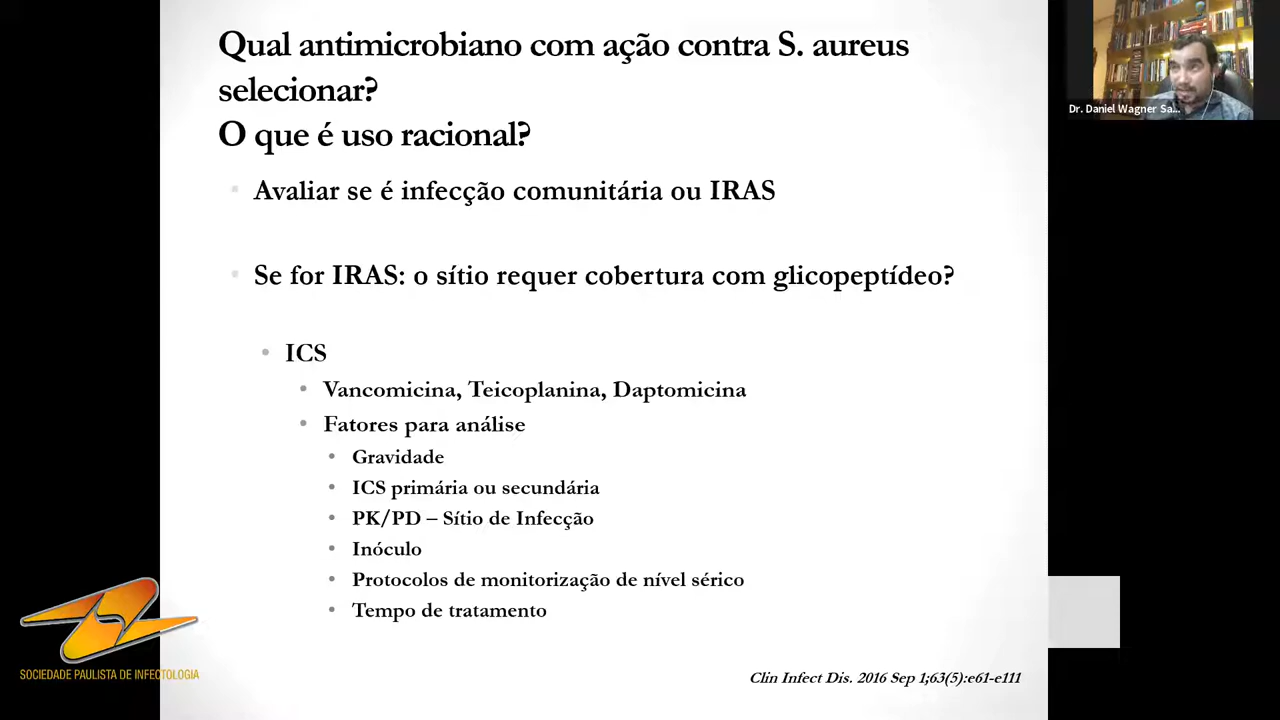 Qual antimicrobiano com ação contra S. aureus
selecionar?
O que é uso racional?
Avaliar se é infecção comunitária ou IRAS
Se for IRAS: o sítio requer cobertura com glicopeptídeo?
ICS
Vancomicina, Teicoplanina, Daptomicina
Fatores para análise
Gravidade
ICS primária ou secundária
PK/PD – Sítio de Infecção
Inóculo
Protocolos de monitorização de nível sérico
Tempo de tratamento
Clin Infect Dis. 2016 Sep 1;63(5):e61-e111
Dr. Daniel Wagner Sa...
SOCIEDADE PAULISTA DE INFECTOLOGIA